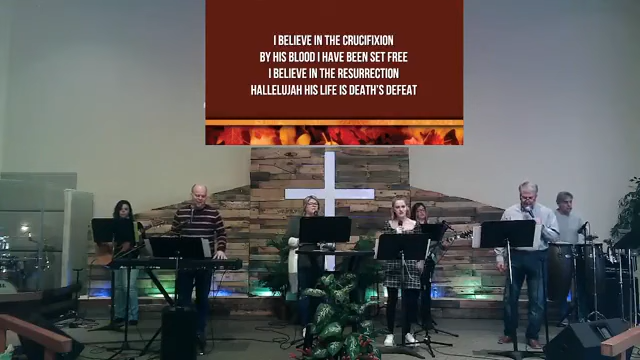 I BELIEVE IN THE CRUCIFIXION
BY HIS BLOOD I HAVE BEEN SET FREE
I BELIEVE IN THE RESURRECTION
HALLELUJAH HIS LIFE IS DEATH'S DEFEAT